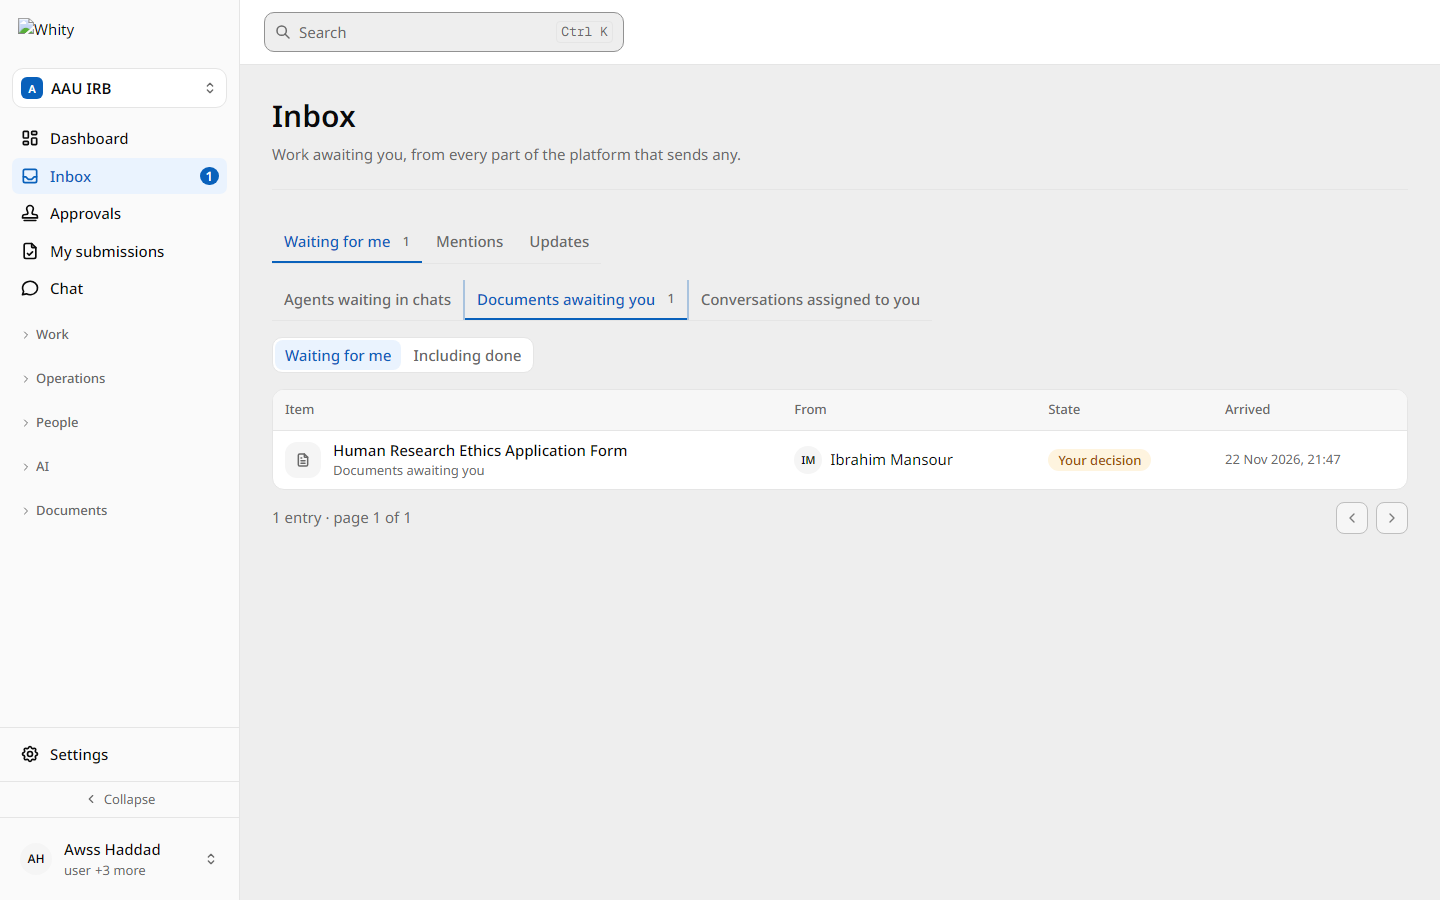 Whity
Search
Ctrl K
A
AAU IRB
Dashboard
Inbox
1
Approvals
My submissions
Chat
Work
Operations
People
AI
Documents
Settings
Collapse
AH
Awss Haddad
user +3 more
Inbox
Work awaiting you, from every part of the platform that sends any.
Waiting for me 1 Mentions Updates
Agents waiting in chats Documents awaiting you 1 Conversations assigned to you
Waiting for me Including done
Item From State Arrived
Human Research Ethics Application Form
Documents awaiting you
IM Ibrahim Mansour Your decision 22 Nov 2026, 21:47
1 entry · page 1 of 1